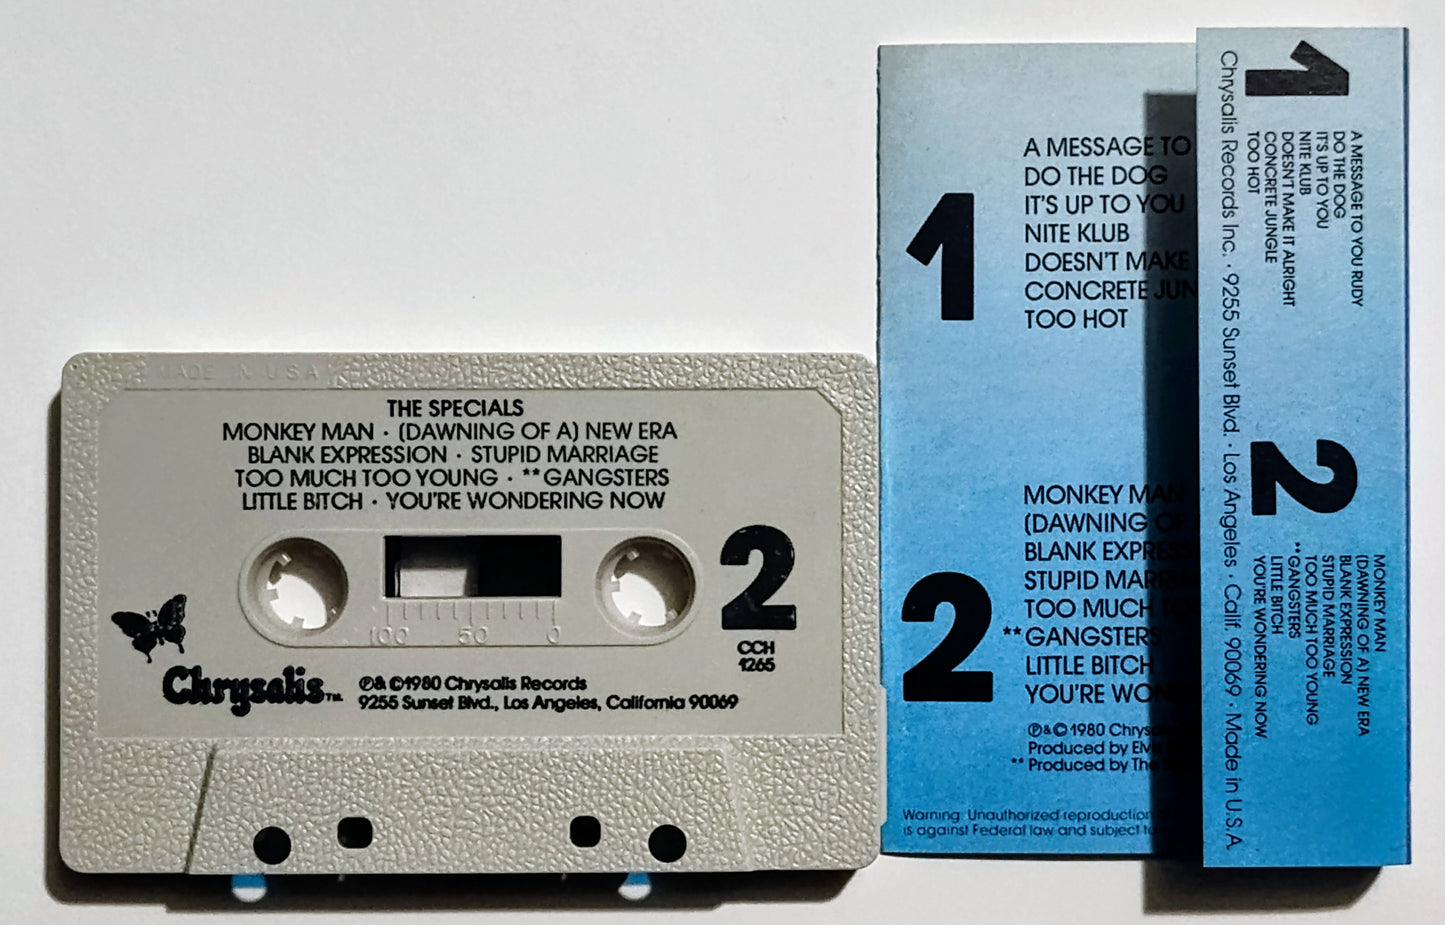 MADE IN U S A
THE SPECIALS
MONKEY MAN · (DAWNING OF A) NEW ERA
BLANK EXPRESSION · STUPID MARRIAGE
TOO MUCH TOO YOUNG · **GANGSTERS
LITTLE BITCH · YOU'RE WONDERING NOW
100 50 0
2
CCH
1265
Chrysalis™
℗& ©1980 Chrysalis Records
9255 Sunset Blvd., Los Angeles, California 90069
1
A MESSAGE TO
DO THE DOG
IT'S UP TO YOU
NITE KLUB
DOESN'T MAKE
CONCRETE JUN
TOO HOT
2
MONKEY MAN
(DAWNING OF
BLANK EXPRESS
STUPID MARRIA
TOO MUCH TO
**GANGSTERS
LITTLE BITCH
YOU'RE WON
℗&© 1980 Chrys
Produced by Elv
**Produced by The
Warning: Unauthorized reproduction
is against Federal law and subject to
1
A MESSAGE TO YOU RUDY
DO THE DOG
IT'S UP TO YOU
NITE KLUB
DOESN'T MAKE IT ALRIGHT
CONCRETE JUNGLE
TOO HOT
2
MONKEY MAN
(DAWNING OF A) NEW ERA
BLANK EXPRESSION
STUPID MARRIAGE
TOO MUCH TOO YOUNG
**GANGSTERS
LITTLE BITCH
YOU'RE WONDERING NOW
Chrysalis Records Inc. · 9255 Sunset Blvd. · Los Angeles · Calif. 90069 · Made in U.S.A.